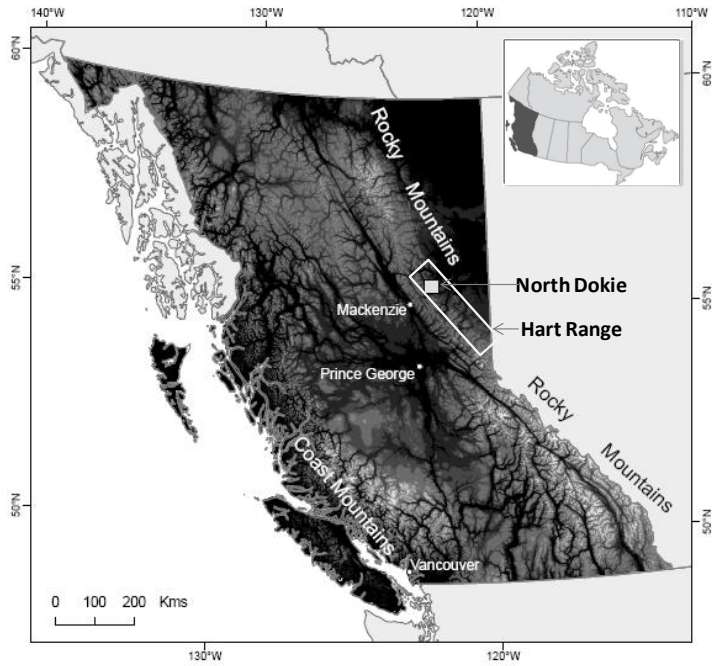 140°W
130°W
120°W
110°W
60°N
60°N
Rocky
Mountains
55°N
North Dokie
55°N
Mackenzie
Hart Range
Prince George
Rocky
Mountains
Coast Mountains
50°N
50°N
Vancouver
0 100 200 Kms
140°W
130°W
120°W